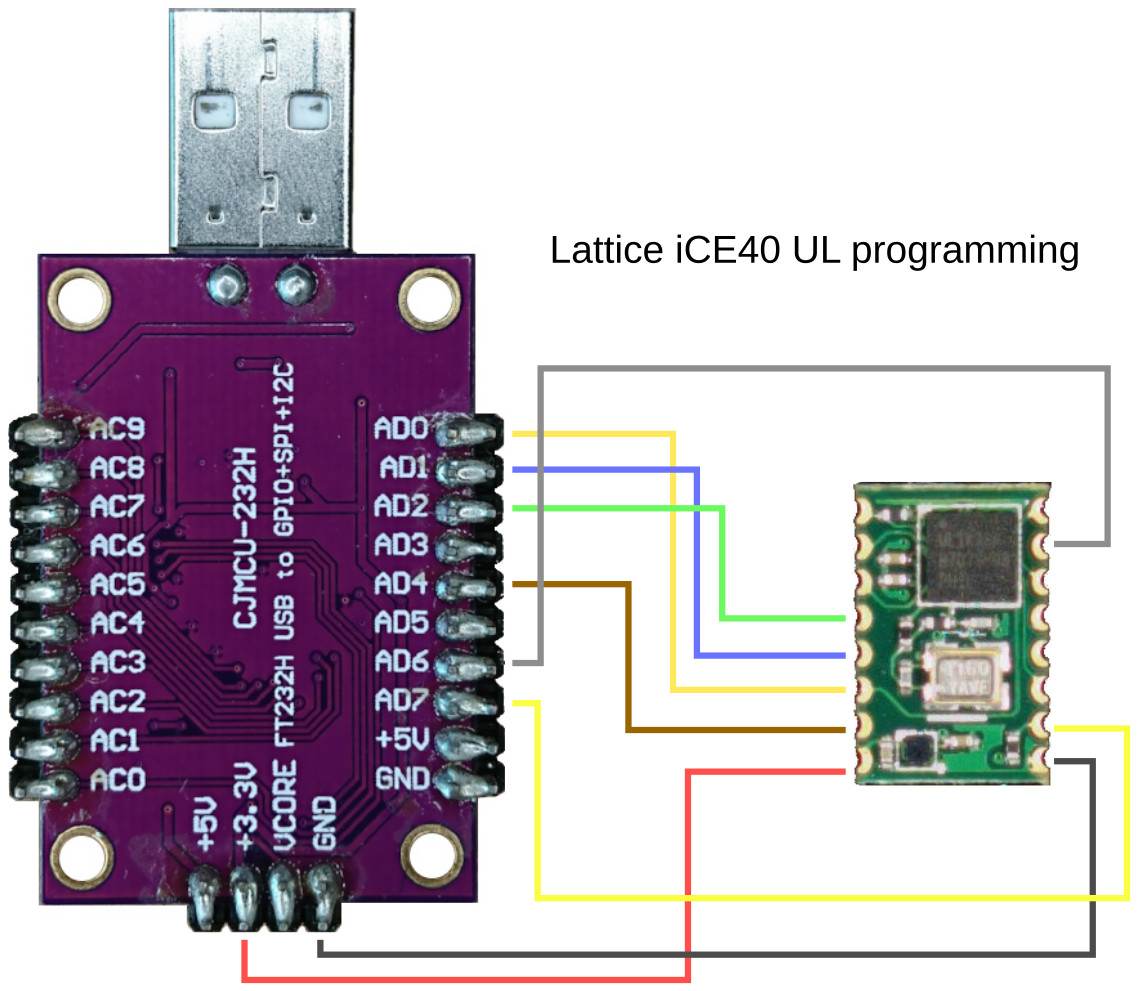 Lattice iCE40 UL programming
AC9
AC8
AC7
AC6
AC5
AC4
AC3
AC2
AC1
AC0
CJMCU-232H
FT232H USB to GPIO+SPI+I2C
AD0
AD1
AD2
AD3
AD4
AD5
AD6
AD7
+5V
GND
+5V
+3.3V
VCORE
GND